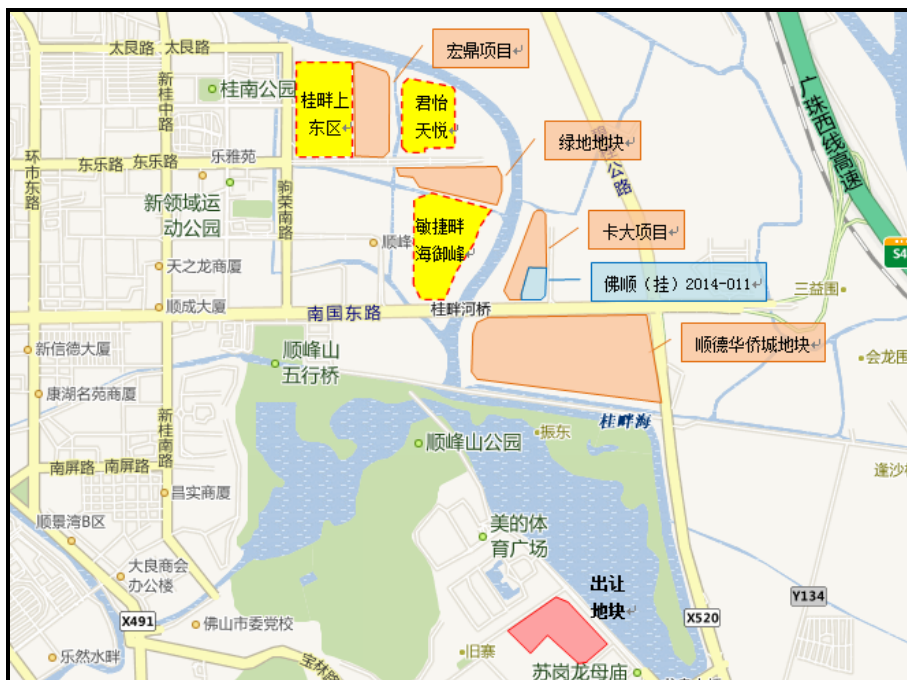 太艮路
太艮路
宏鼎项目
新桂中路
桂南公园
桂畔上
东区
君怡
天悦
广珠西线高速
环市东路
东乐路
东乐路
乐雅苑
绿地地块
碧桂公路
新领域运
动公园
驹荣南路
敏捷畔
海御峰
顺峰
卡大项目
S4
天之龙商厦
佛顺（挂）2014-011
三益围
顺成大厦
南国东路
桂畔河桥
新信德大厦
顺峰山
五行桥
顺德华侨城地块
会龙围
康湖名苑商厦
新桂南路
桂畔海
振东
顺峰山公园
南屏路
南屏路
逢沙村
昌实商厦
顺景湾B区
美的体
育广场
大良商会
办公楼
出让
地块
Y134
X491
X520
佛山市委党校
旧寨
乐然水畔
宝林路
苏岗龙母庙